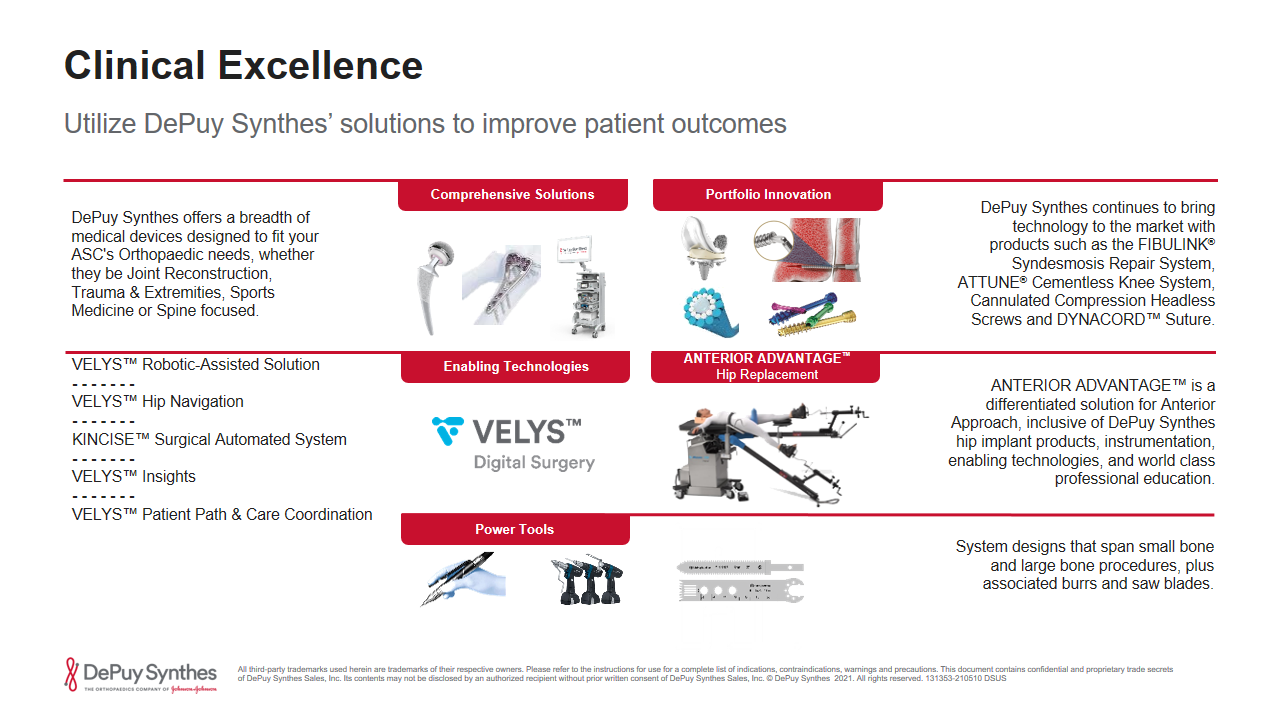 Clinical Excellence
Utilize DePuy Synthes’ solutions to improve patient outcomes
Comprehensive Solutions
DePuy Synthes offers a breadth of
medical devices designed to fit your
ASC's Orthopaedic needs, whether
they be Joint Reconstruction,
Trauma & Extremities, Sports
Medicine or Spine focused.
Portfolio Innovation
DePuy Synthes continues to bring
technology to the market with
products such as the FIBULINK®
Syndesmosis Repair System,
ATTUNE® Cementless Knee System,
Cannulated Compression Headless
Screws and DYNACORD™ Suture.
Enabling Technologies
VELYS™ Robotic-Assisted Solution
- - - - - - -
VELYS™ Hip Navigation
- - - - - - -
KINCISE™ Surgical Automated System
- - - - - - -
VELYS™ Insights
- - - - - - -
VELYS™ Patient Path & Care Coordination
VELYS™
Digital Surgery
ANTERIOR ADVANTAGE™
Hip Replacement
ANTERIOR ADVANTAGE™ is a
differentiated solution for Anterior
Approach, inclusive of DePuy Synthes
hip implant products, instrumentation,
enabling technologies, and world class
professional education.
Power Tools
System designs that span small bone
and large bone procedures, plus
associated burrs and saw blades.
DePuy Synthes
THE ORTHOPAEDICS COMPANY OF Johnson & Johnson
All third-party trademarks used herein are trademarks of their respective owners. Please refer to the instructions for use for a complete list of indications, contraindications, warnings and precautions. This document contains confidential and proprietary trade secrets
of DePuy Synthes Sales, Inc. Its contents may not be disclosed by an authorized recipient without prior written consent of DePuy Synthes Sales, Inc. © DePuy Synthes 2021. All rights reserved. 131353-210510 DSUS